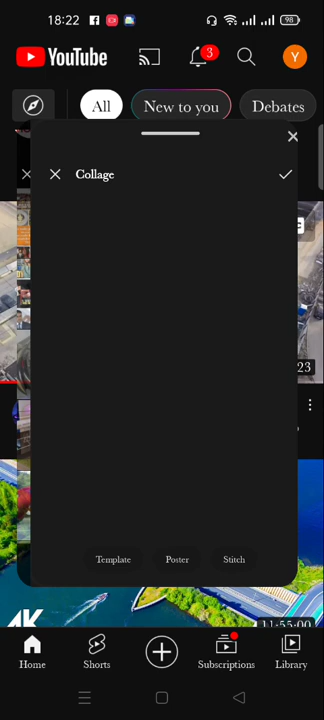 18:22
98
YouTube
3
Y
All
New to you
Debates
Collage
23
Template
Poster
Stitch
4K
11:55:00
Home
Shorts
Subscriptions
Library